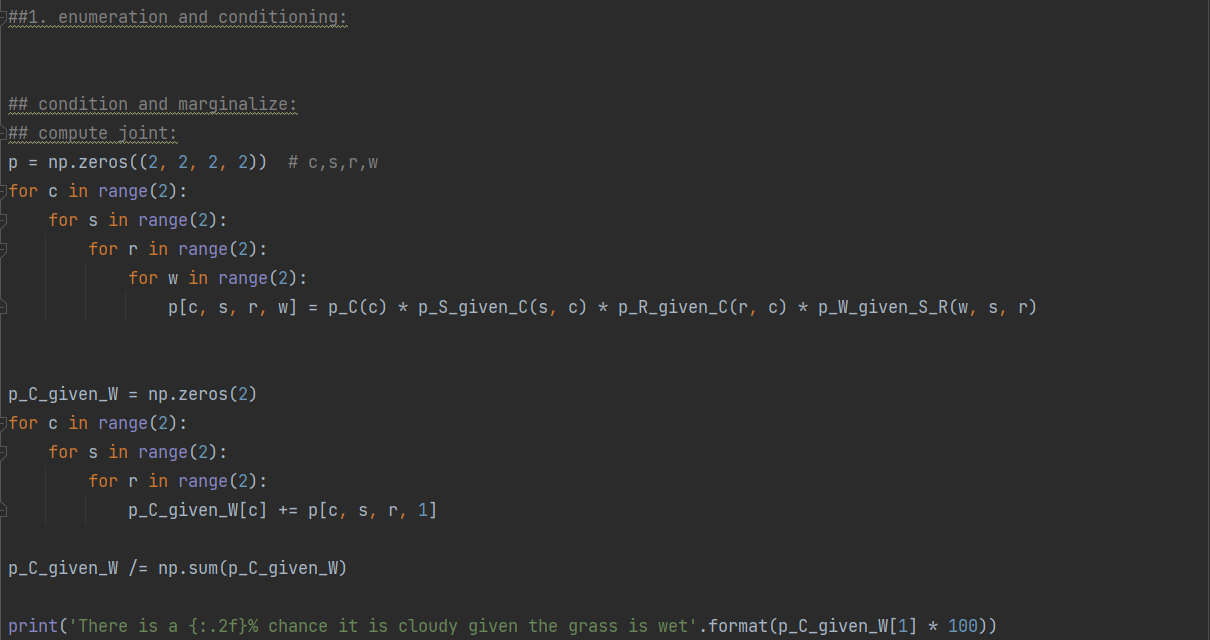 ##1. enumeration and conditioning:
## condition and marginalize:
## compute joint:
p = np.zeros((2, 2, 2, 2))  # c,s,r,w
for c in range(2):
    for s in range(2):
        for r in range(2):
            for w in range(2):
                p[c, s, r, w] = p_C(c) * p_S_given_C(s, c) * p_R_given_C(r, c) * p_W_given_S_R(w, s, r)
p_C_given_W = np.zeros(2)
for c in range(2):
    for s in range(2):
        for r in range(2):
            p_C_given_W[c] += p[c, s, r, 1]
p_C_given_W /= np.sum(p_C_given_W)
print('There is a {:.2f}% chance it is cloudy given the grass is wet'.format(p_C_given_W[1] * 100))